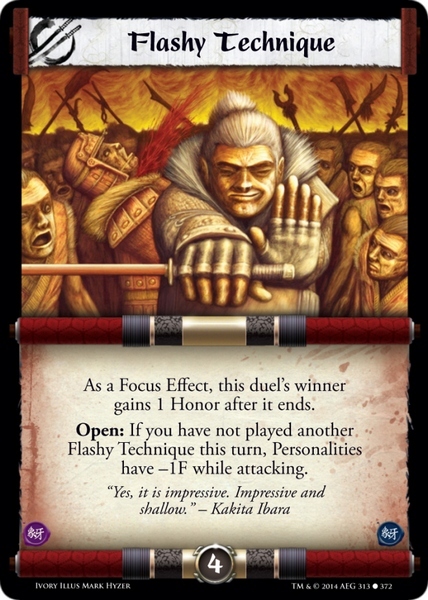 Flashy Technique
As a Focus Effect, this duel's winner
gains 1 Honor after it ends.
Open: If you have not played another
Flashy Technique this turn, Personalities
have –1F while attacking.
“Yes, it is impressive. Impressive and
shallow.” – Kakita Ibara
4
Ivory Illus Mark Hyzer
TM & © 2014 AEG 313 ● 372